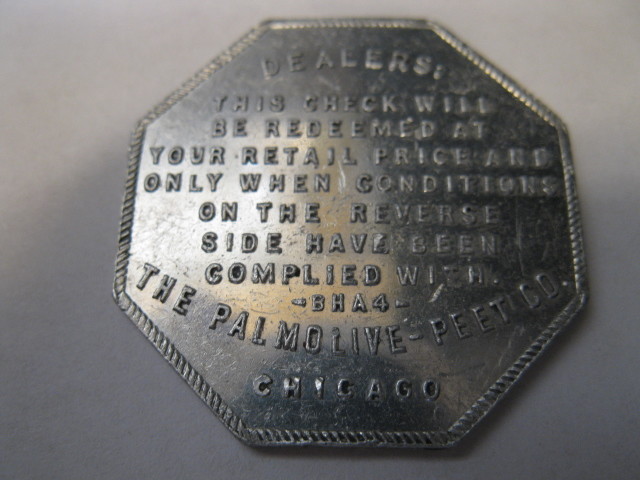 DEALERS:
THIS CHECK WILL
BE REDEEMED AT
YOUR RETAIL PRICE AND
ONLY WHEN CONDITIONS
ON THE REVERSE
SIDE HAVE BEEN
COMPLIED WITH.
-BHA4-
THE PALMOLIVE-PEET CO.
CHICAGO